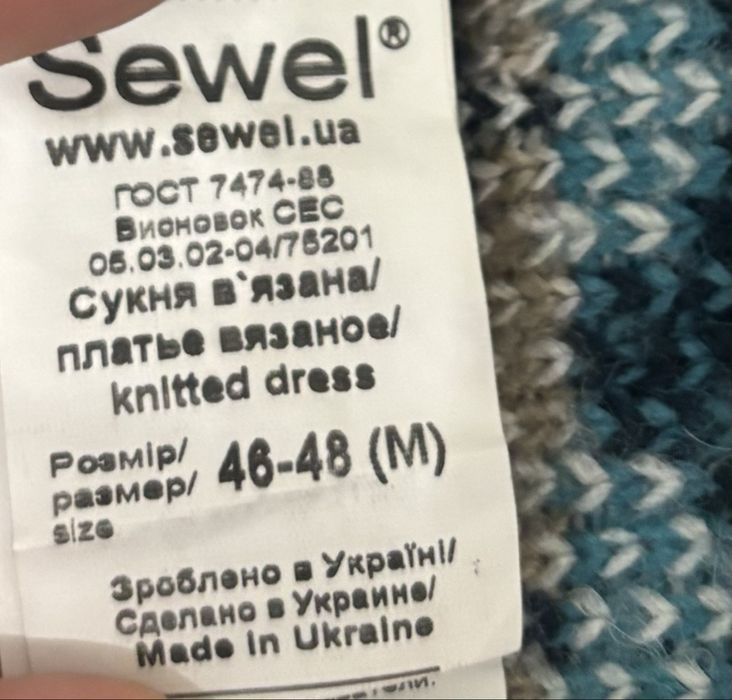 Sewel®
www.sewel.ua
ГОСТ 7474-88
Висновок СЕС
05.03.02-04/75201
Сукня в`язана/
платье вязаное/
knitted dress
Розмір/
размер/ 46-48 (M)
size
Зроблено в Україні/
Сделано в Украине/
Made in Ukraine